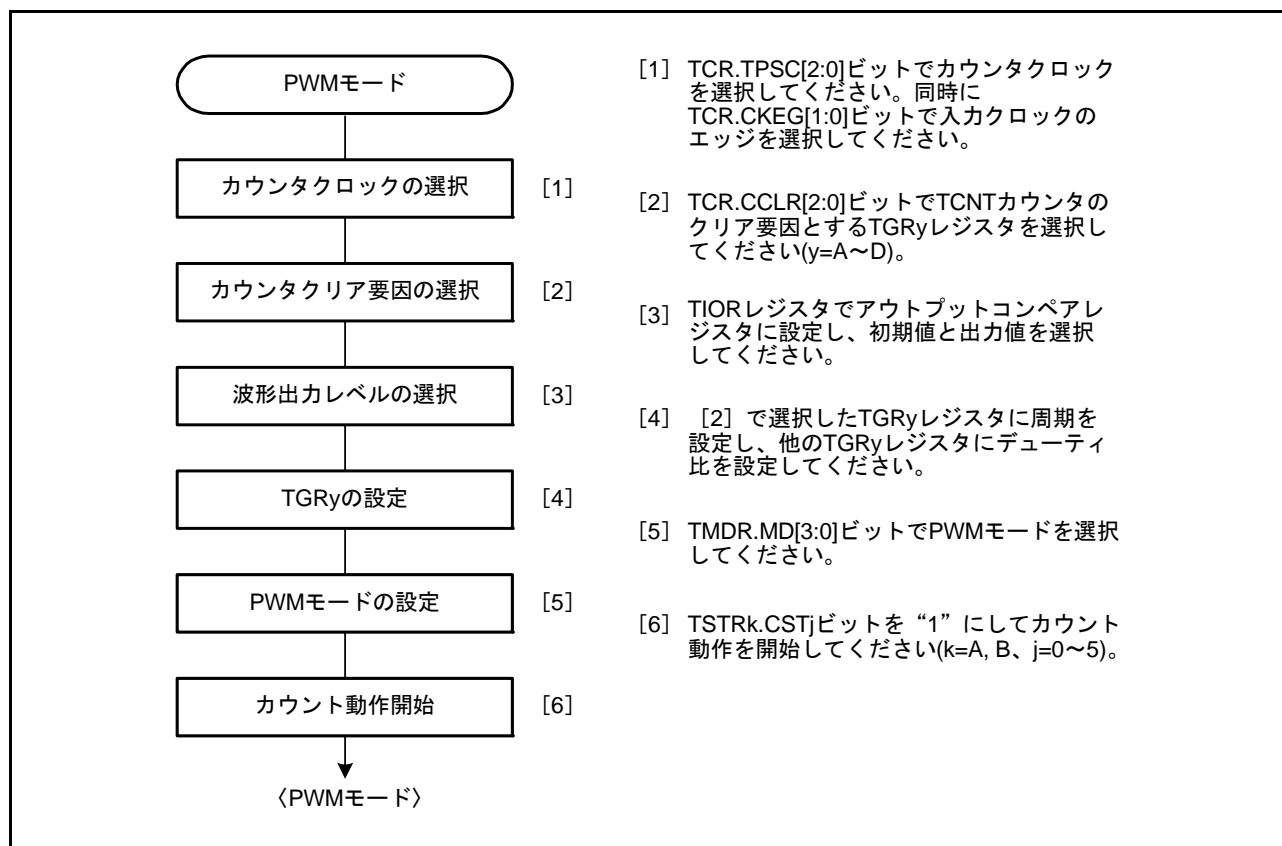 PWMモード
カウンタクロックの選択 [1]
カウンタクリア要因の選択 [2]
波形出力レベルの選択 [3]
TGRyの設定 [4]
PWMモードの設定 [5]
カウント動作開始 [6]
〈PWMモード〉
[1] TCR.TPSC[2:0]ビットでカウンタクロック
を選択してください。同時に
TCR.CKEG[1:0]ビットで入力クロックの
エッジを選択してください。
[2] TCR.CCLR[2:0]ビットでTCNTカウンタの
クリア要因とするTGRyレジスタを選択し
てください(y=A～D)。
[3] TIORレジスタでアウトプットコンペアレ
ジスタに設定し、初期値と出力値を選択
してください。
[4] [2]で選択したTGRyレジスタに周期を
設定し、他のTGRyレジスタにデューティ
比を設定してください。
[5] TMDR.MD[3:0]ビットでPWMモードを選択
してください。
[6] TSTRk.CSTjビットを“1”にしてカウント
動作を開始してください(k=A, B、j=0～5)。